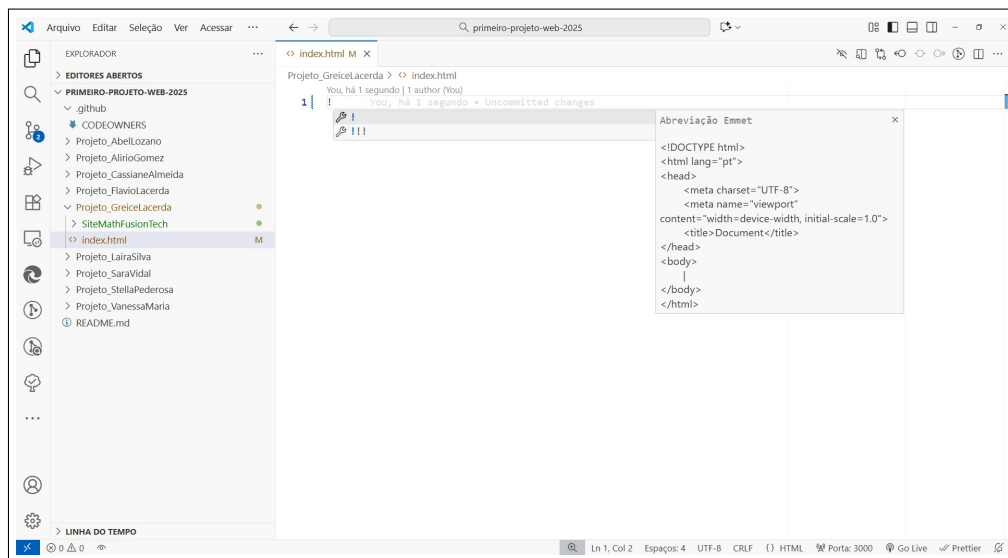 Arquivo Editar Seleção Ver Acessar ...
primeiro-projeto-web-2025
EXPLORADOR
EDITORES ABERTOS
PRIMEIRO-PROJETO-WEB-2025
.github
CODEOWNERS
Projeto_AbelLozano
Projeto_AlirioGomez
Projeto_CassianeAlmeida
Projeto_FlavioLacerda
Projeto_GreiceLacerda
SiteMathFusionTech
index.html M
Projeto_LairaSilva
Projeto_SaraVidal
Projeto_StellaPederosa
Projeto_VanessaMaria
README.md
LINHA DO TEMPO
2
index.html M
Projeto_GreiceLacerda > index.html
You, há 1 segundo | 1 author (You)
1 ! You, há 1 segundo • Uncommitted changes
!
!!!
Abreviação Emmet
<!DOCTYPE html>
<html lang="pt">
<head>
<meta charset="UTF-8">
<meta name="viewport"
content="width=device-width, initial-scale=1.0">
<title>Document</title>
</head>
<body>
|
</body>
</html>
0 0 Ln 1, Col 2 Espaços: 4 UTF-8 CRLF {} HTML Porta: 3000 Go Live Prettier